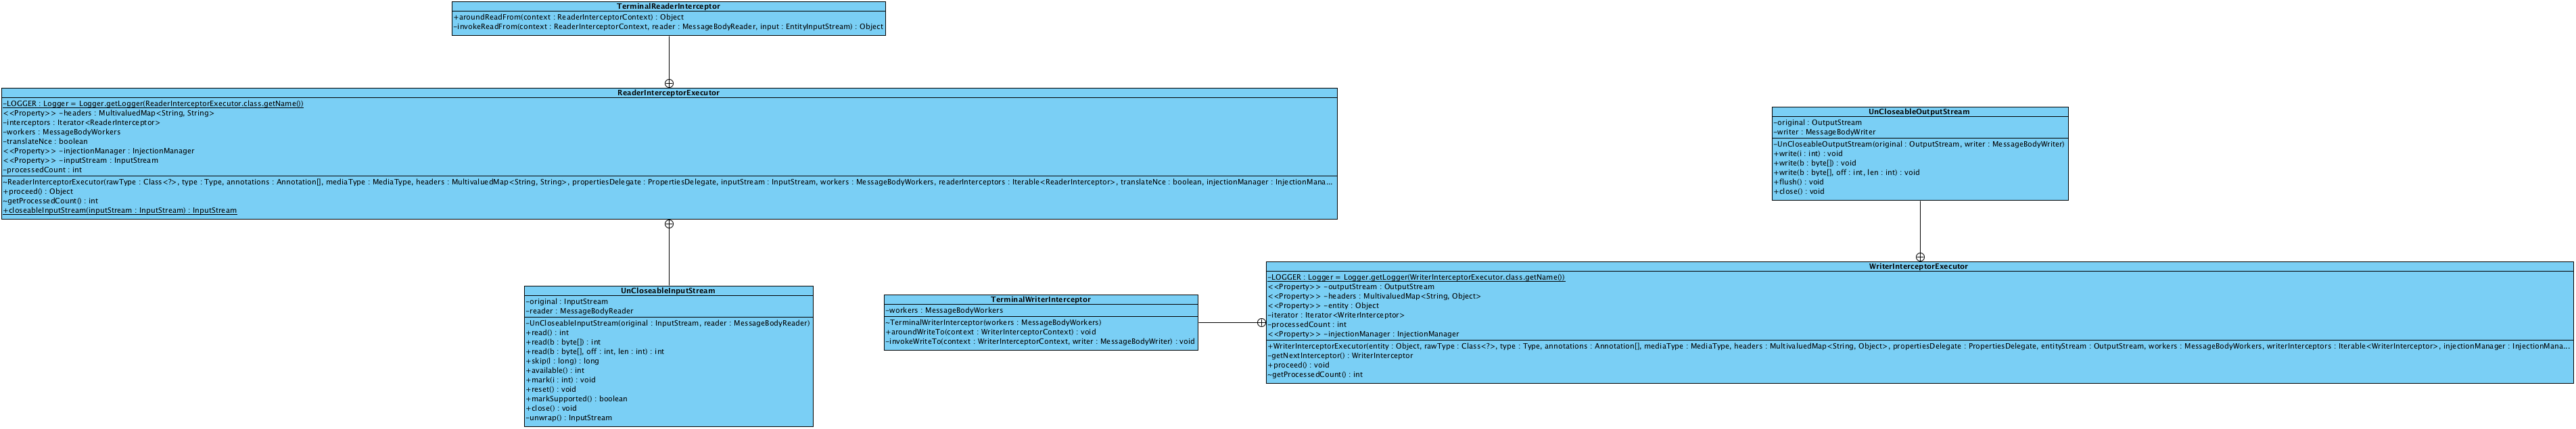 TerminalReaderInterceptor
+aroundReadFrom(context : ReaderInterceptorContext) : Object
-invokeReadFrom(context : ReaderInterceptorContext, reader : MessageBodyReader, input : EntityInputStream) : Object
ReaderInterceptorExecutor
-LOGGER : Logger = Logger.getLogger(ReaderInterceptorExecutor.class.getName())
<<Property>> -headers : MultivaluedMap<String, String>
-interceptors : Iterator<ReaderInterceptor>
-workers : MessageBodyWorkers
-translateNce : boolean
<<Property>> -injectionManager : InjectionManager
<<Property>> -inputStream : InputStream
-processedCount : int
~ReaderInterceptorExecutor(rawType : Class<?>, type : Type, annotations : Annotation[], mediaType : MediaType, headers : MultivaluedMap<String, String>, propertiesDelegate : PropertiesDelegate, inputStream : InputStream, workers : MessageBodyWorkers, readerInterceptors : Iterable<ReaderInterceptor>, translateNce : boolean, injectionManager : InjectionMana...
+proceed() : Object
~getProcessedCount() : int
+closeableInputStream(inputStream : InputStream) : InputStream
UnCloseableInputStream
-original : InputStream
-reader : MessageBodyReader
-UnCloseableInputStream(original : InputStream, reader : MessageBodyReader)
+read() : int
+read(b : byte[]) : int
+read(b : byte[], off : int, len : int) : int
+skip(l : long) : long
+available() : int
+mark(i : int) : void
+reset() : void
+markSupported() : boolean
+close() : void
-unwrap() : InputStream
TerminalWriterInterceptor
-workers : MessageBodyWorkers
~TerminalWriterInterceptor(workers : MessageBodyWorkers)
+aroundWriteTo(context : WriterInterceptorContext) : void
-invokeWriteTo(context : WriterInterceptorContext, writer : MessageBodyWriter) : void
UnCloseableOutputStream
-original : OutputStream
-writer : MessageBodyWriter
-UnCloseableOutputStream(original : OutputStream, writer : MessageBodyWriter)
+write(i : int) : void
+write(b : byte[]) : void
+write(b : byte[], off : int, len : int) : void
+flush() : void
+close() : void
WriterInterceptorExecutor
-LOGGER : Logger = Logger.getLogger(WriterInterceptorExecutor.class.getName())
<<Property>> -outputStream : OutputStream
<<Property>> -headers : MultivaluedMap<String, Object>
<<Property>> -entity : Object
-iterator : Iterator<WriterInterceptor>
-processedCount : int
<<Property>> -injectionManager : InjectionManager
+WriterInterceptorExecutor(entity : Object, rawType : Class<?>, type : Type, annotations : Annotation[], mediaType : MediaType, headers : MultivaluedMap<String, Object>, propertiesDelegate : PropertiesDelegate, entityStream : OutputStream, workers : MessageBodyWorkers, writerInterceptors : Iterable<WriterInterceptor>, injectionManager : InjectionMana...
-getNextInterceptor() : WriterInterceptor
+proceed() : void
~getProcessedCount() : int